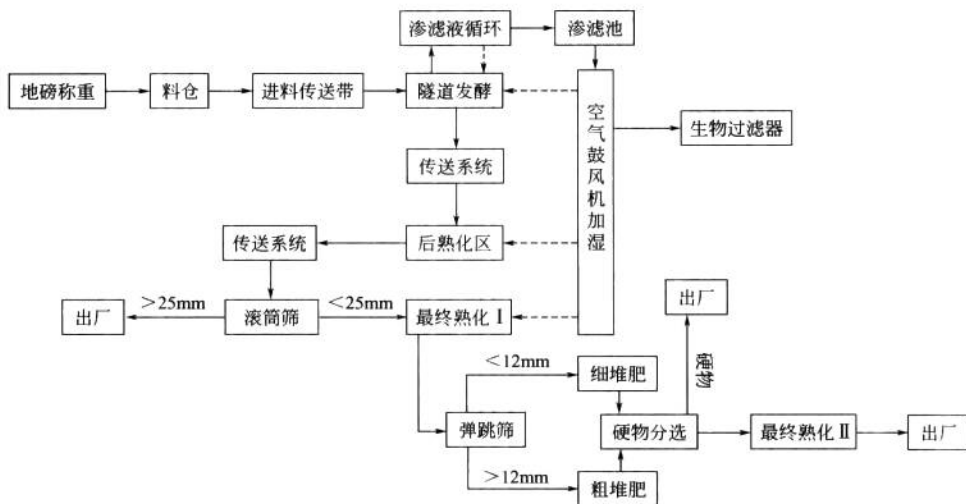 渗滤液循环
渗滤池
地磅称重
料仓
进料传送带
隧道发酵
空气鼓风机加湿
生物过滤器
传送系统
传送系统
后熟化区
出厂
>25mm
滚筒筛
<25mm
最终熟化 I
出厂
硬物
<12mm
细堆肥
弹跳筛
硬物分选
最终熟化 II
出厂
>12mm
粗堆肥